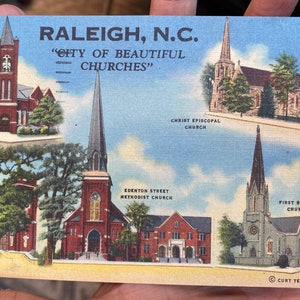 RALEIGH, N.C.
"CITY OF BEAUTIFUL
CHURCHES"
CHRIST EPISCOPAL
CHURCH
EDENTON STREET
METHODIST CHURCH
FIRST
CHURCH
© CURT TE